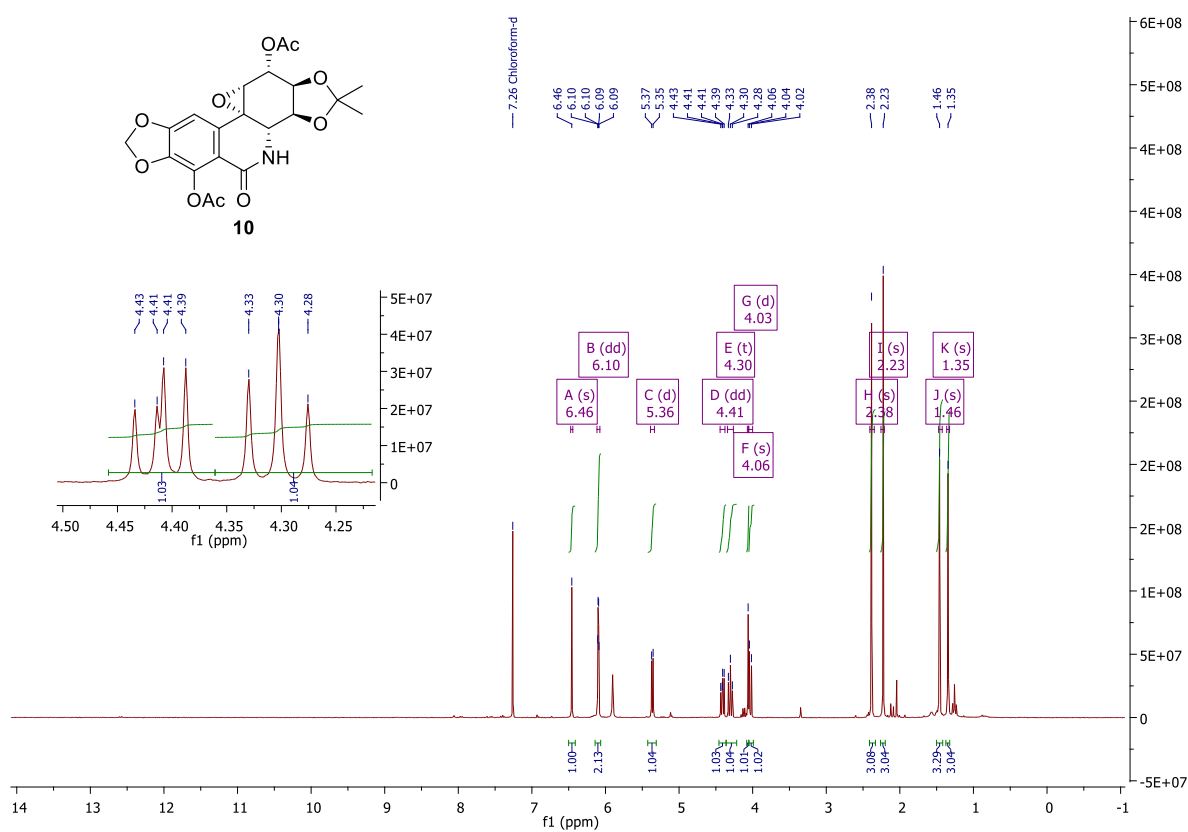 OAc
O
O
O
O
O
NH
O
OAc
10
7.26 Chloroform-d
6.46
6.10
6.10
6.09
6.09
5.37
5.35
4.43
4.41
4.41
4.39
4.33
4.30
4.28
4.06
4.04
4.02
2.38
2.23
1.46
1.35
6E+08
5E+08
4E+08
4E+08
4E+08
3E+08
2E+08
2E+08
2E+08
1E+08
5E+07
0
-5E+07
4.43
4.41
4.41
4.39
4.33
4.30
4.28
5E+07
4E+07
3E+07
2E+07
1E+07
0
1.03
1.04
4.50 4.45 4.40 4.35 4.30 4.25
f1 (ppm)
G (d)
4.03
B (dd)
6.10
E (t)
4.30
I (s)
2.23
K (s)
1.35
A (s)
6.46
C (d)
5.36
D (dd)
4.41
H (s)
2.38
J (s)
1.46
F (s)
4.06
1.00
2.13
1.04
1.03
1.04
1.01
1.02
3.08
3.04
3.29
3.04
14 13 12 11 10 9 8 7 6 5 4 3 2 1 0 -1
f1 (ppm)